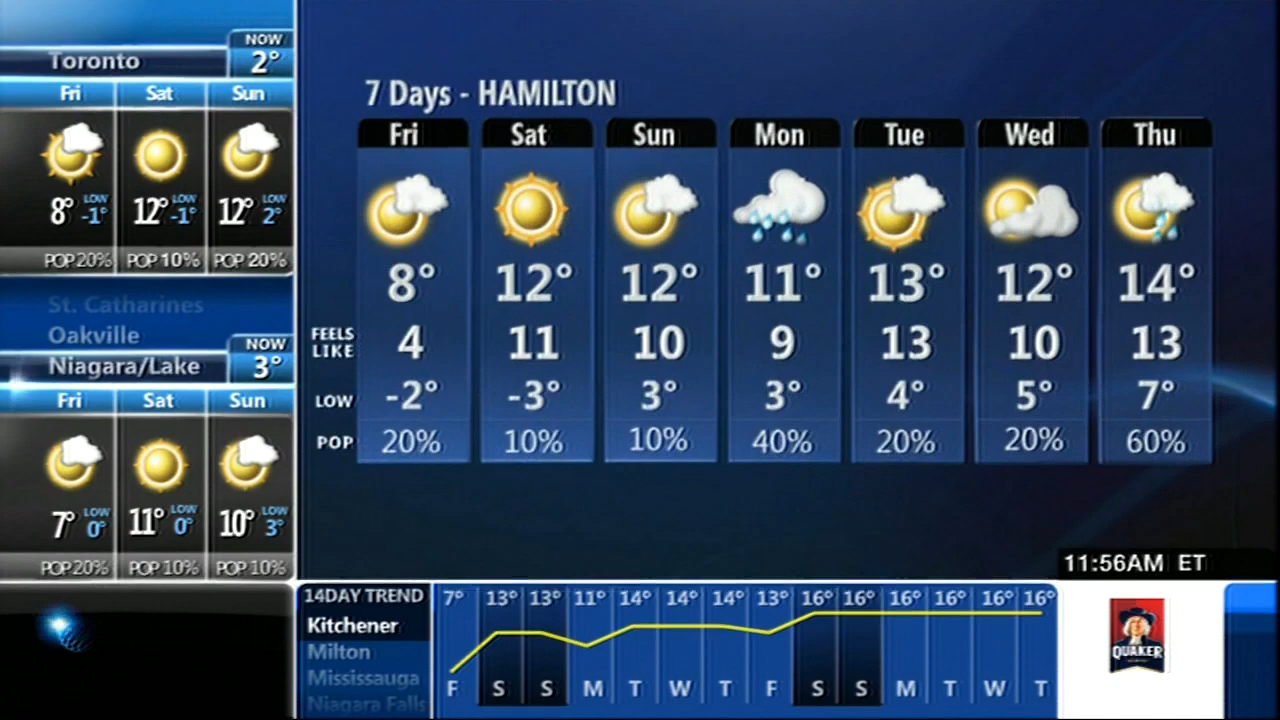 Toronto
NOW
2°
Fri Sat Sun
8° LOW -1° 12° LOW -1° 12° LOW 2°
POP 20% POP 10% POP 20%
St. Catharines
Oakville
Niagara/Lake
NOW
3°
Fri Sat Sun
7° LOW 0° 11° LOW 0° 10° LOW 3°
POP 20% POP 10% POP 10%
7 Days - HAMILTON
Fri Sat Sun Mon Tue Wed Thu
8° 12° 12° 11° 13° 12° 14°
FEELS LIKE 4 11 10 9 13 10 13
LOW -2° -3° 3° 3° 4° 5° 7°
POP 20% 10% 10% 40% 20% 20% 60%
11:56AM ET
14DAY TREND 7° 13° 13° 11° 14° 14° 14° 13° 16° 16° 16° 16° 16° 16°
Kitchener
Milton
Mississauga
Niagara Falls
F S S M T W T F S S M T W T
QUAKER